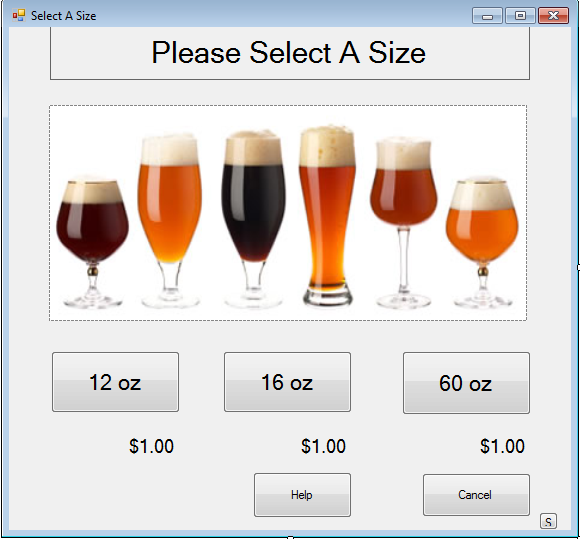 Select A Size
Please Select A Size
12 oz
16 oz
60 oz
$1.00
$1.00
$1.00
Help
Cancel
S